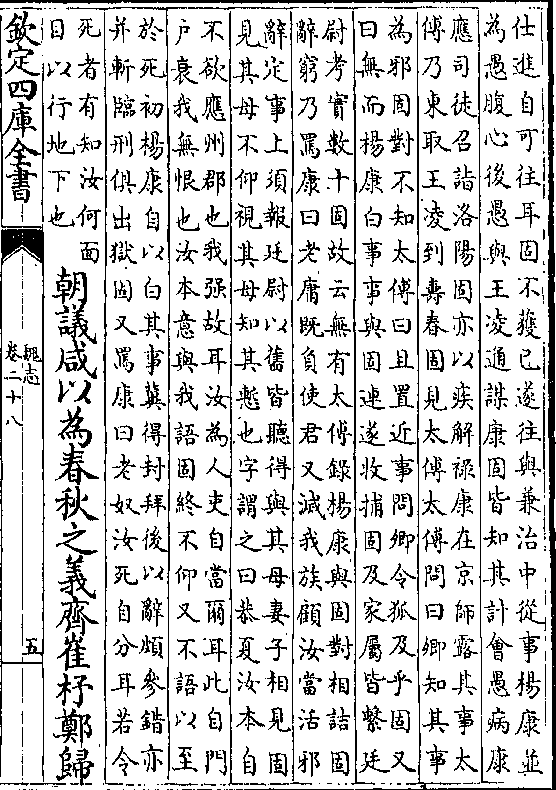 仕進自可往耳固不獲已遂往與兼治中從事楊康並
為愚腹心後愚與王淩通謀康固皆知其計會愚病康
應司徒召詣洛陽固亦以疾解祿康在京師露其事太
傅乃東取王淩到壽春固見太傅太傅問曰卿知其事
為邪固對不知太傅曰且置近事問卿令狐及乎固又
曰無而楊康白事事與固連遂收捕固及家屬皆繫廷
尉考實數十固故云無有太傅錄楊康與固對相詰固
辭窮乃罵康曰老庸既負使君又滅我族顧汝當活邪
辭定事上須報廷尉以舊皆聽得與其母妻子相見固
見其母不仰視其母知其慙也字謂之曰恭夏汝本自
不欲應州郡也我强故耳汝為人吏自當爾耳此自門
户衰我無恨也汝本意與我語固終不仰又不語以至
於死初楊康自以白其事冀得封拜後以辭頗參錯亦
并斬臨刑俱出獄固又罵康曰老奴汝死自分耳若令
死者有知汝何面
目以行地下也
朝議咸以為春秋之義齊崔杼鄭歸
欽定四庫全書
魏志
卷二十八
五